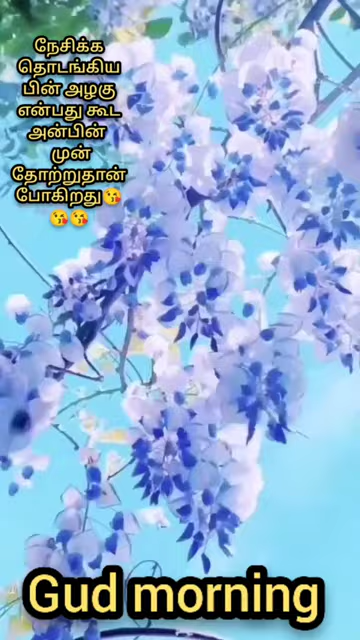 நேசிக்க
தொடங்கிய
பின் அழகு
என்பது கூட
அன்பின்
முன்
தோற்றுதான்
போகிறது😘
😘😘
Gud morning